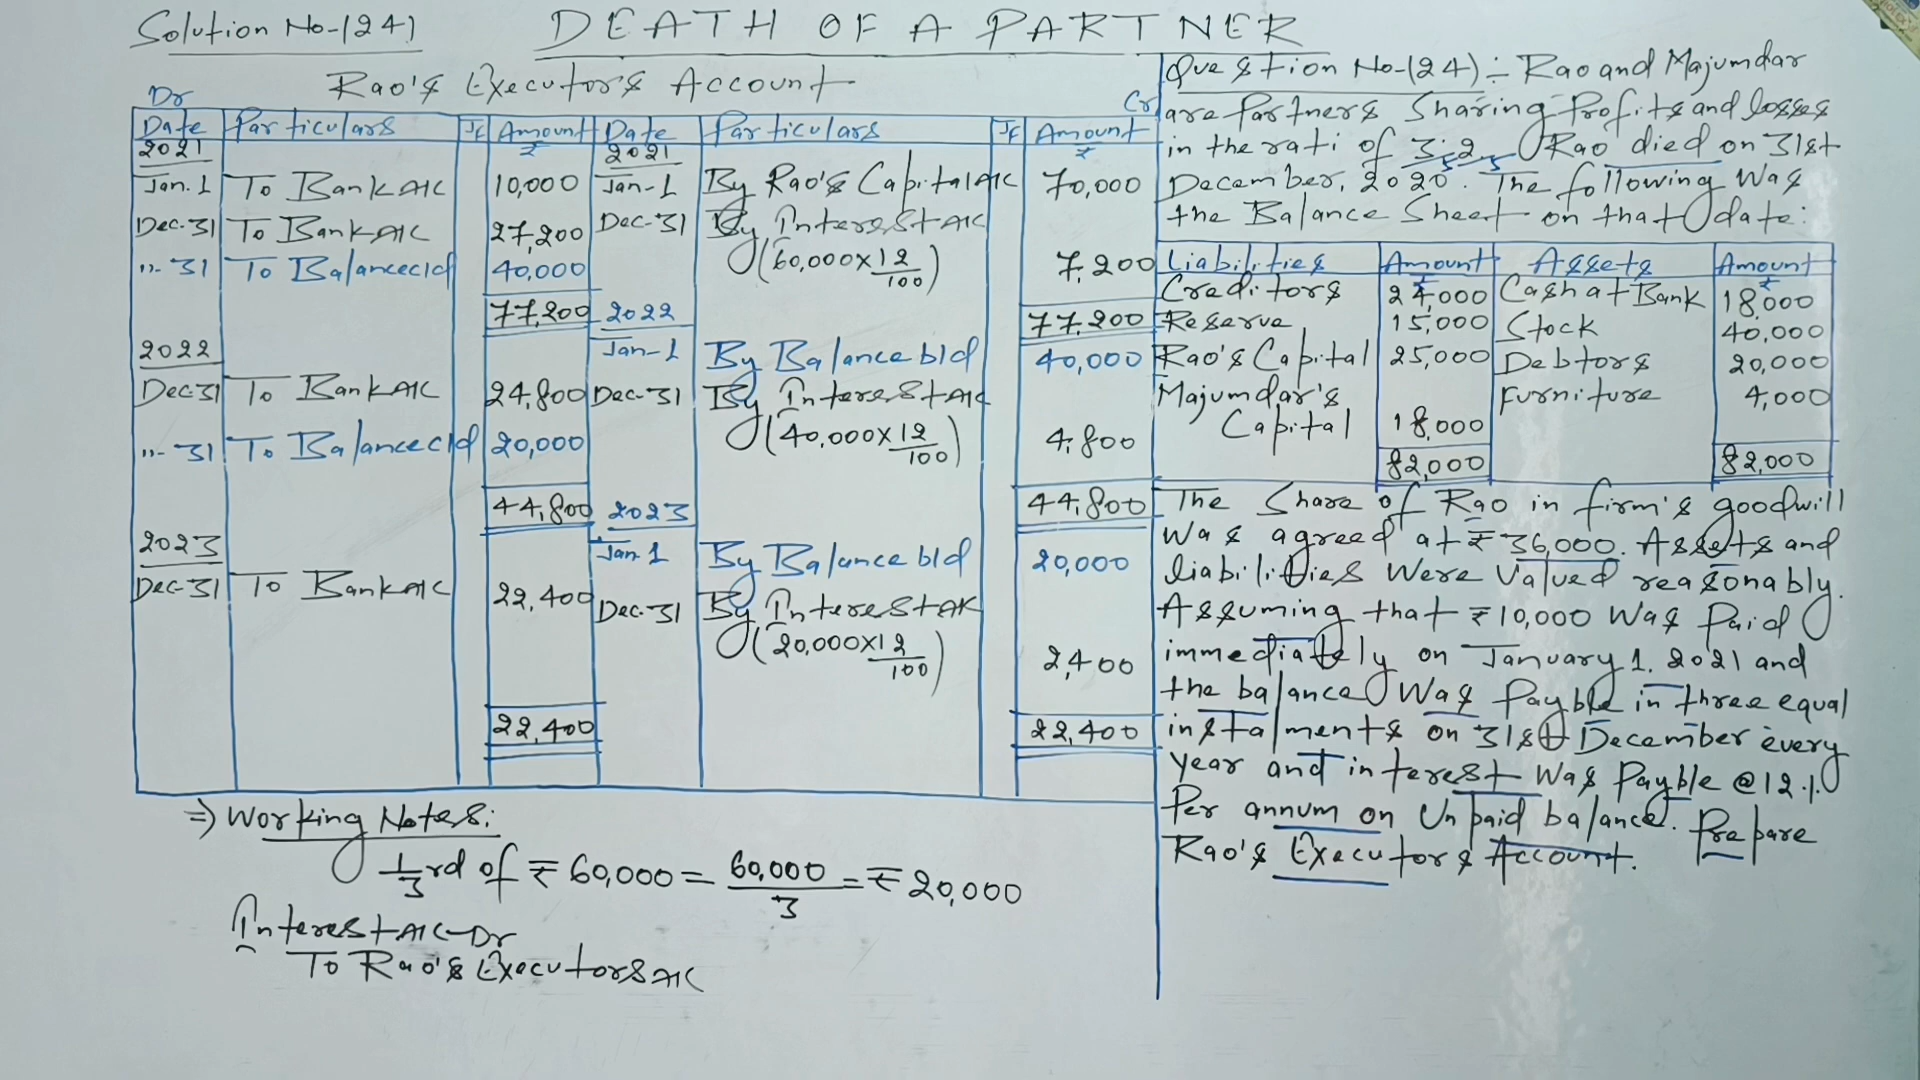 Solution No-(24)
DEATH OF A PARTNER
Rao's Executor's Account
Dr
Cr
Date Particulars JF Amount ₹ Date Particulars JF Amount ₹
2021 2021
Jan. 1 To Bank A/C 10,000 Jan-1 By Rao's Capital A/C 70,000
Dec-31 To Bank A/C 27,200 Dec-31 By Interest A/C
"- 31 To Balance c/d 40,000 (60,000×12/100) 7,200
77,200 2022 77,200
2022 Jan-1 By Balance b/d 40,000
Dec-31 To Bank A/C 24,800 Dec-31 By Interest A/C
"- 31 To Balance c/d 20,000 (40,000×12/100) 4,800
44,800 2023 44,800
2023 Jan 1 By Balance b/d 20,000
Dec-31 To Bank A/C 22,400 Dec-31 By Interest A/C
(20,000×12/100) 2,400
22,400 22,400
⇒ Working Notes:
1/3 rd of ₹ 60,000 = 60,000/3 = ₹ 20,000
Interest A/C-Dr
To Rao's Executors A/C
Question No-(24) :- Rao and Majumdar
are Partners Sharing Profits and losses
in the rati of 3:2. Rao died on 31st
5 5
December, 2020. The following Was
the Balance Sheet on that date:
Liabilities Amount ₹ Assets Amount ₹
Creditors 24,000 Cash at Bank 18,000
Reserve 15,000 Stock 40,000
Rao's Capital 25,000 Debtors 20,000
Majumdar's Furniture 4,000
Capital 18,000
82,000 82,000
The Share of Rao in firm's goodwill
Was agreed at ₹ 36,000. Assets and
liabilities Were Valued reasonably.
Assuming that ₹ 10,000 Was Paid
immediately on January 1. 2021 and
the balance Was Payble in three equal
instalments on 31st December every
year and interest Was Payble @ 12 %
Per annum on Unpaid balance. Prepare
Rao's Executors Account.